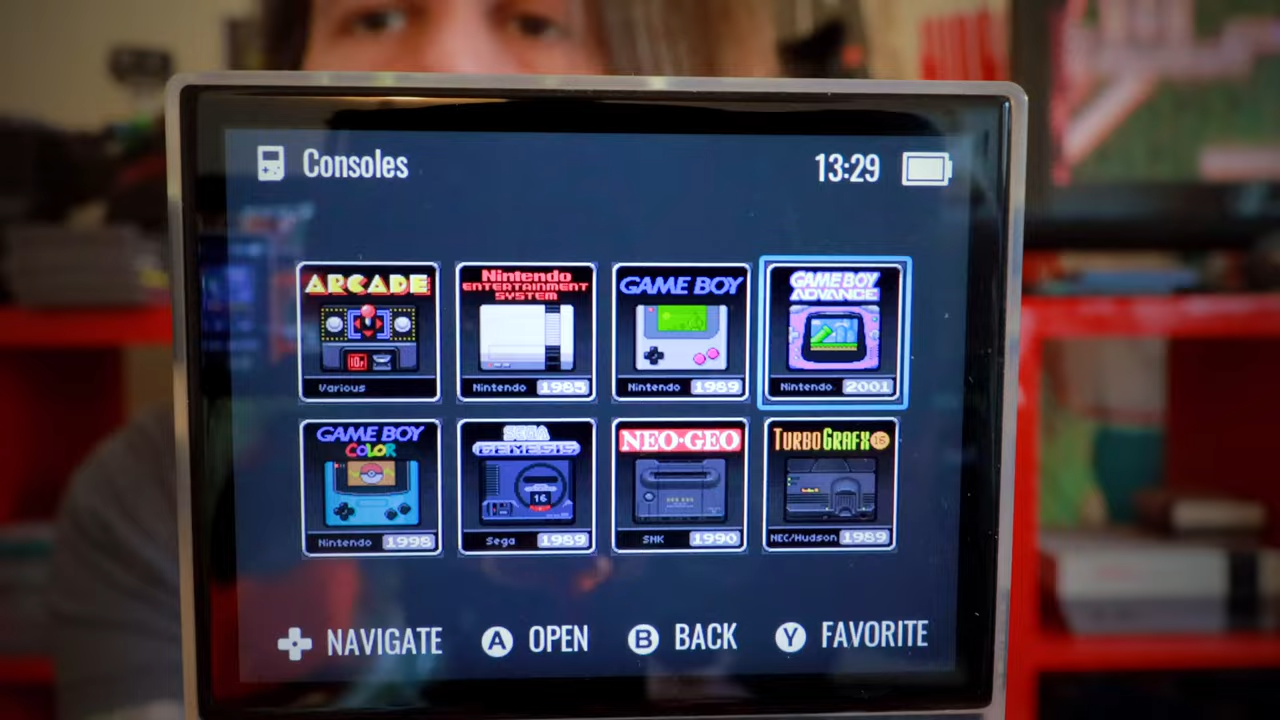 Consoles
13:29
ARCADE
Various
Nintendo
ENTERTAINMENT
SYSTEM
Nintendo 1985
GAME BOY
Nintendo 1989
GAME BOY
ADVANCE
Nintendo 2001
GAME BOY
COLOR
Nintendo 1998
SEGA
GENESIS
16
Sega 1989
NEO·GEO
SNK 1990
TURBOGRAFX 16
NEC/Hudson 1989
NAVIGATE
A OPEN
B BACK
Y FAVORITE